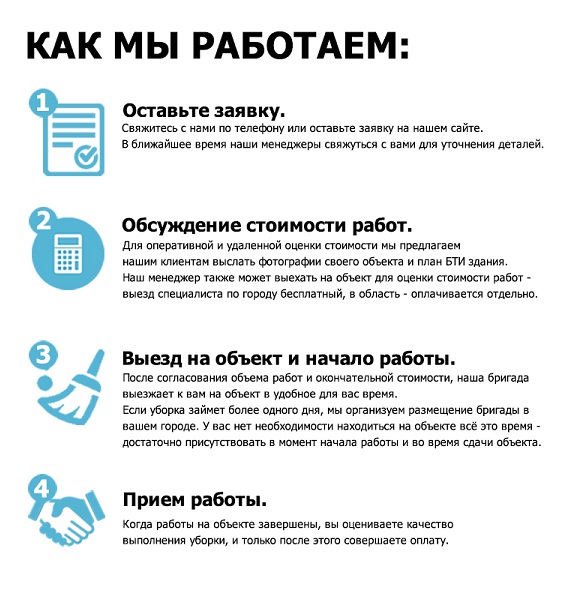 КАК МЫ РАБОТАЕМ:
1
Оставьте заявку.
Свяжитесь с нами по телефону или оставьте заявку на нашем сайте.
В ближайшее время наши менеджеры свяжуться с вами для уточнения деталей.
2
Обсуждение стоимости работ.
Для оперативной и удаленной оценки стоимости мы предлагаем
нашим клиентам выслать фотографии своего объекта и план БТИ здания.
Наш менеджер также может выехать на объект для оценки стоимости работ -
выезд специалиста по городу бесплатный, в область - оплачивается отдельно.
3
Выезд на объект и начало работы.
После согласования объема работ и окончательной стоимости, наша бригада
выезжает к вам на объект в удобное для вас время.
Если уборка займет более одного дня, мы организуем размещение бригады в
вашем городе. У вас нет необходимости находиться на объекте всё это время -
достаточно присутствовать в момент начала работы и во время сдачи объекта.
4
Прием работы.
Когда работы на объекте завершены, вы оцениваете качество
выполнения уборки, и только после этого совершаете оплату.